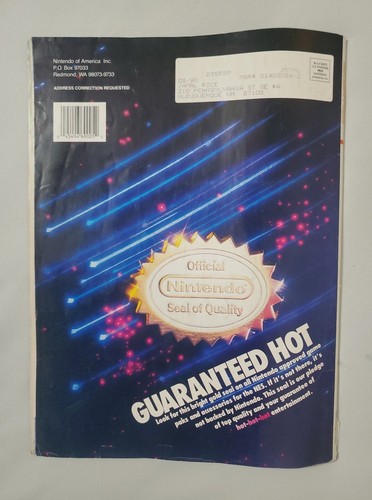 Nintendo of America Inc.
P.O. Box 97033
Redmond, WA 98073-9733
ADDRESS CORRECTION REQUESTED
Official
Nintendo
Seal of Quality
GUARANTEED HOT
Look for this bright gold seal on all Nintendo approved game
paks and accessories for the NES. If it's not there, it's
not backed by Nintendo. This seal is our pledge
of top quality and your guarantee of
hot-hot-hot entertainment.